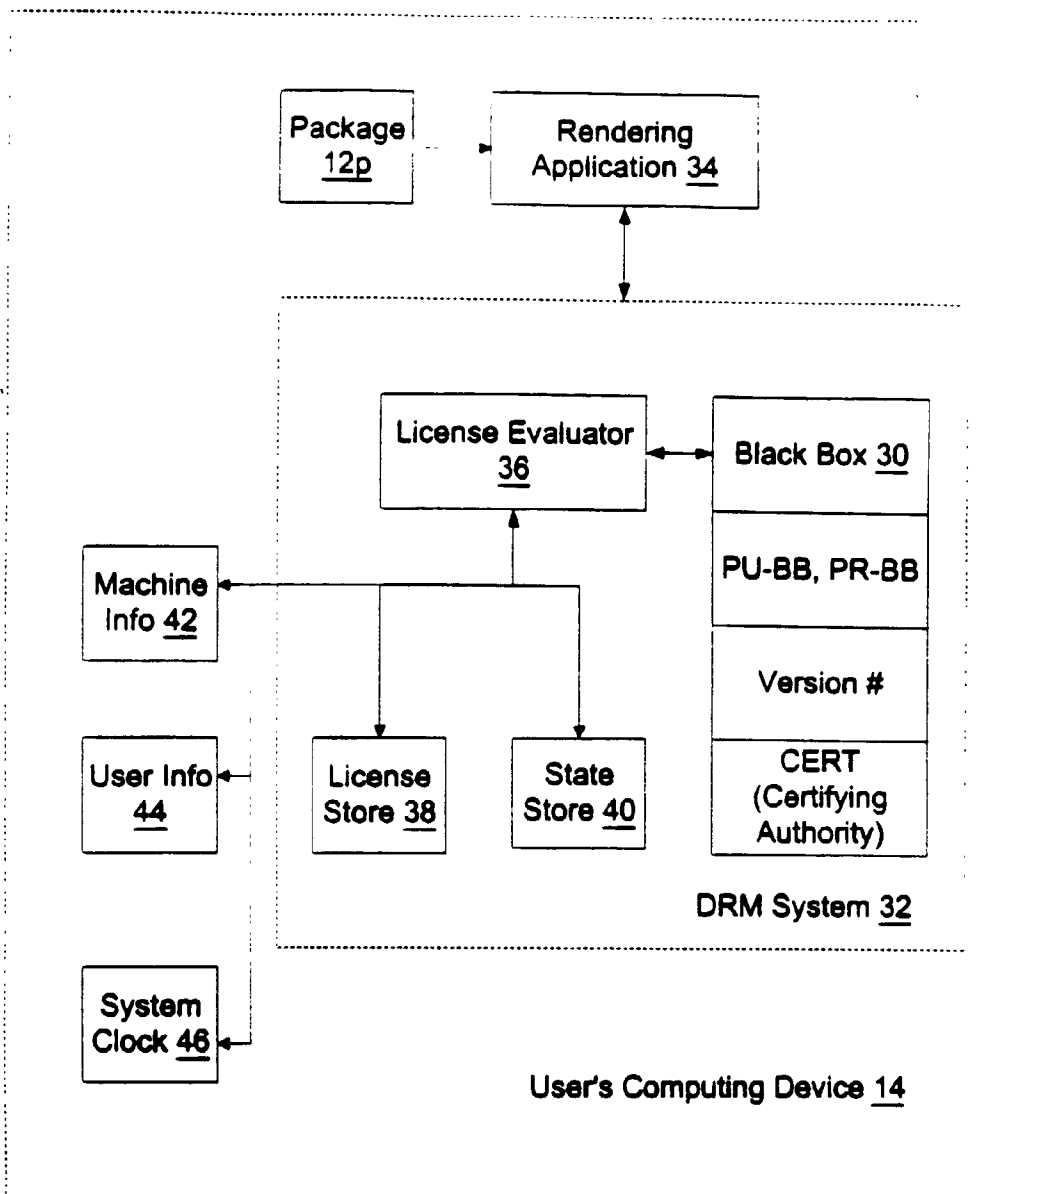 Package
12p
Rendering
Application 34
License Evaluator
36
Black Box 30
PU-BB, PR-BB
Version #
CERT
(Certifying
Authority)
Machine
Info 42
User Info
44
License
Store 38
State
Store 40
DRM System 32
System
Clock 46
User's Computing Device 14